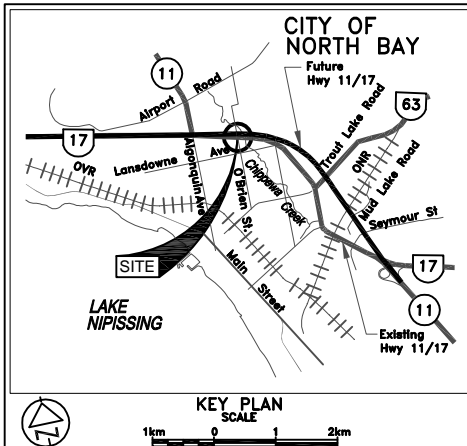 CITY OF
NORTH BAY
11
Future
Hwy 11/17
Airport Road
63
17
Trout Lake Road
OVR
Lansdowne Ave
Algonquin Ave
O'Brien St.
Chippewa Creek
ONR
Mud Lake Road
Seymour St
SITE
Main Street
17
LAKE
NIPISSING
11
Existing
Hwy 11/17
KEY PLAN
SCALE
1km 0 1 2km